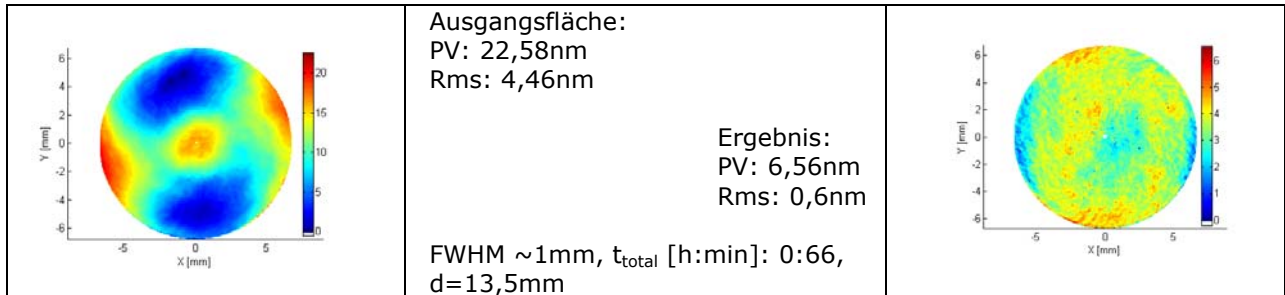 6
4
2
0
-2
-4
-6
Y [mm]
-5
0
5
X [mm]
20
15
10
5
0
Ausgangsfläche:
PV: 22,58nm
Rms: 4,46nm
Ergebnis:
PV: 6,56nm
Rms: 0,6nm
FWHM ~1mm, t_total [h:min]: 0:66,
d=13,5mm
6
4
2
0
-2
-4
-6
Y [mm]
-5
0
5
X [mm]
6
5
4
3
2
1
0